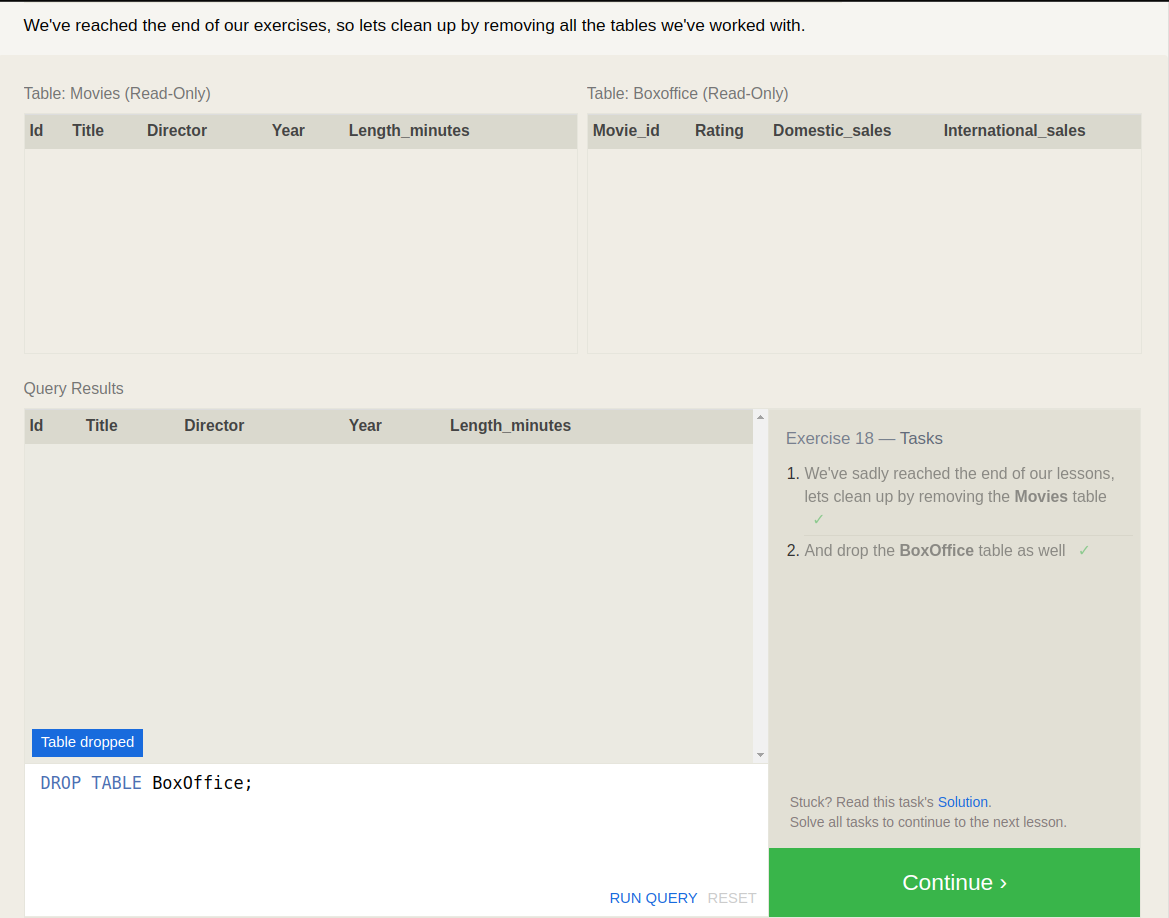 We've reached the end of our exercises, so lets clean up by removing all the tables we've worked with.
Table: Movies (Read-Only)
Id Title Director Year Length_minutes
Table: Boxoffice (Read-Only)
Movie_id Rating Domestic_sales International_sales
Query Results
Id Title Director Year Length_minutes
Table dropped
DROP TABLE BoxOffice;
RUN QUERY RESET
Exercise 18 — Tasks
1. We've sadly reached the end of our lessons,
lets clean up by removing the Movies table
✓
2. And drop the BoxOffice table as well ✓
Stuck? Read this task's Solution.
Solve all tasks to continue to the next lesson.
Continue ›